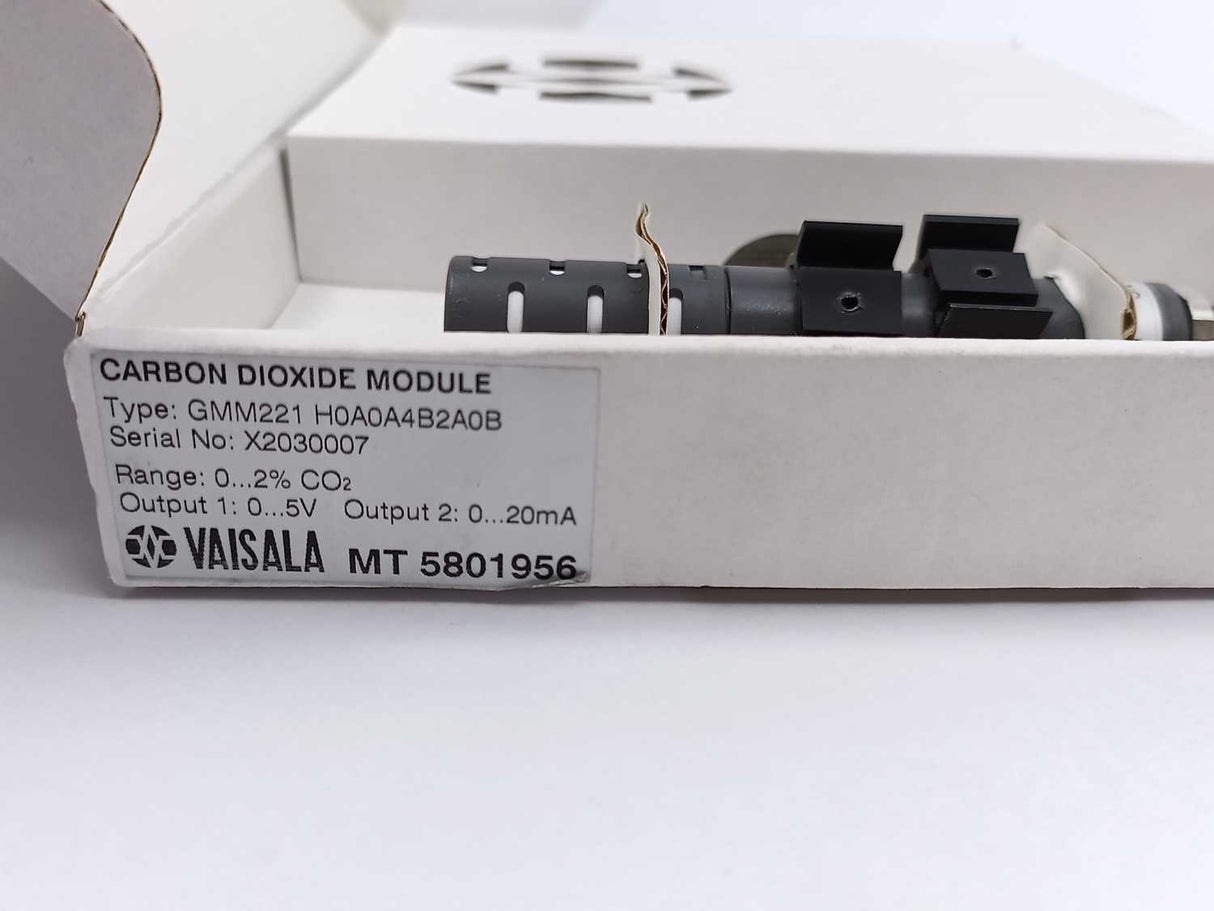 CARBON DIOXIDE MODULE
Type: GMM221 H0A0A4B2A0B
Serial No: X2030007
Range: 0...2% CO₂
Output 1: 0...5V Output 2: 0...20mA
VAISALA MT 5801956